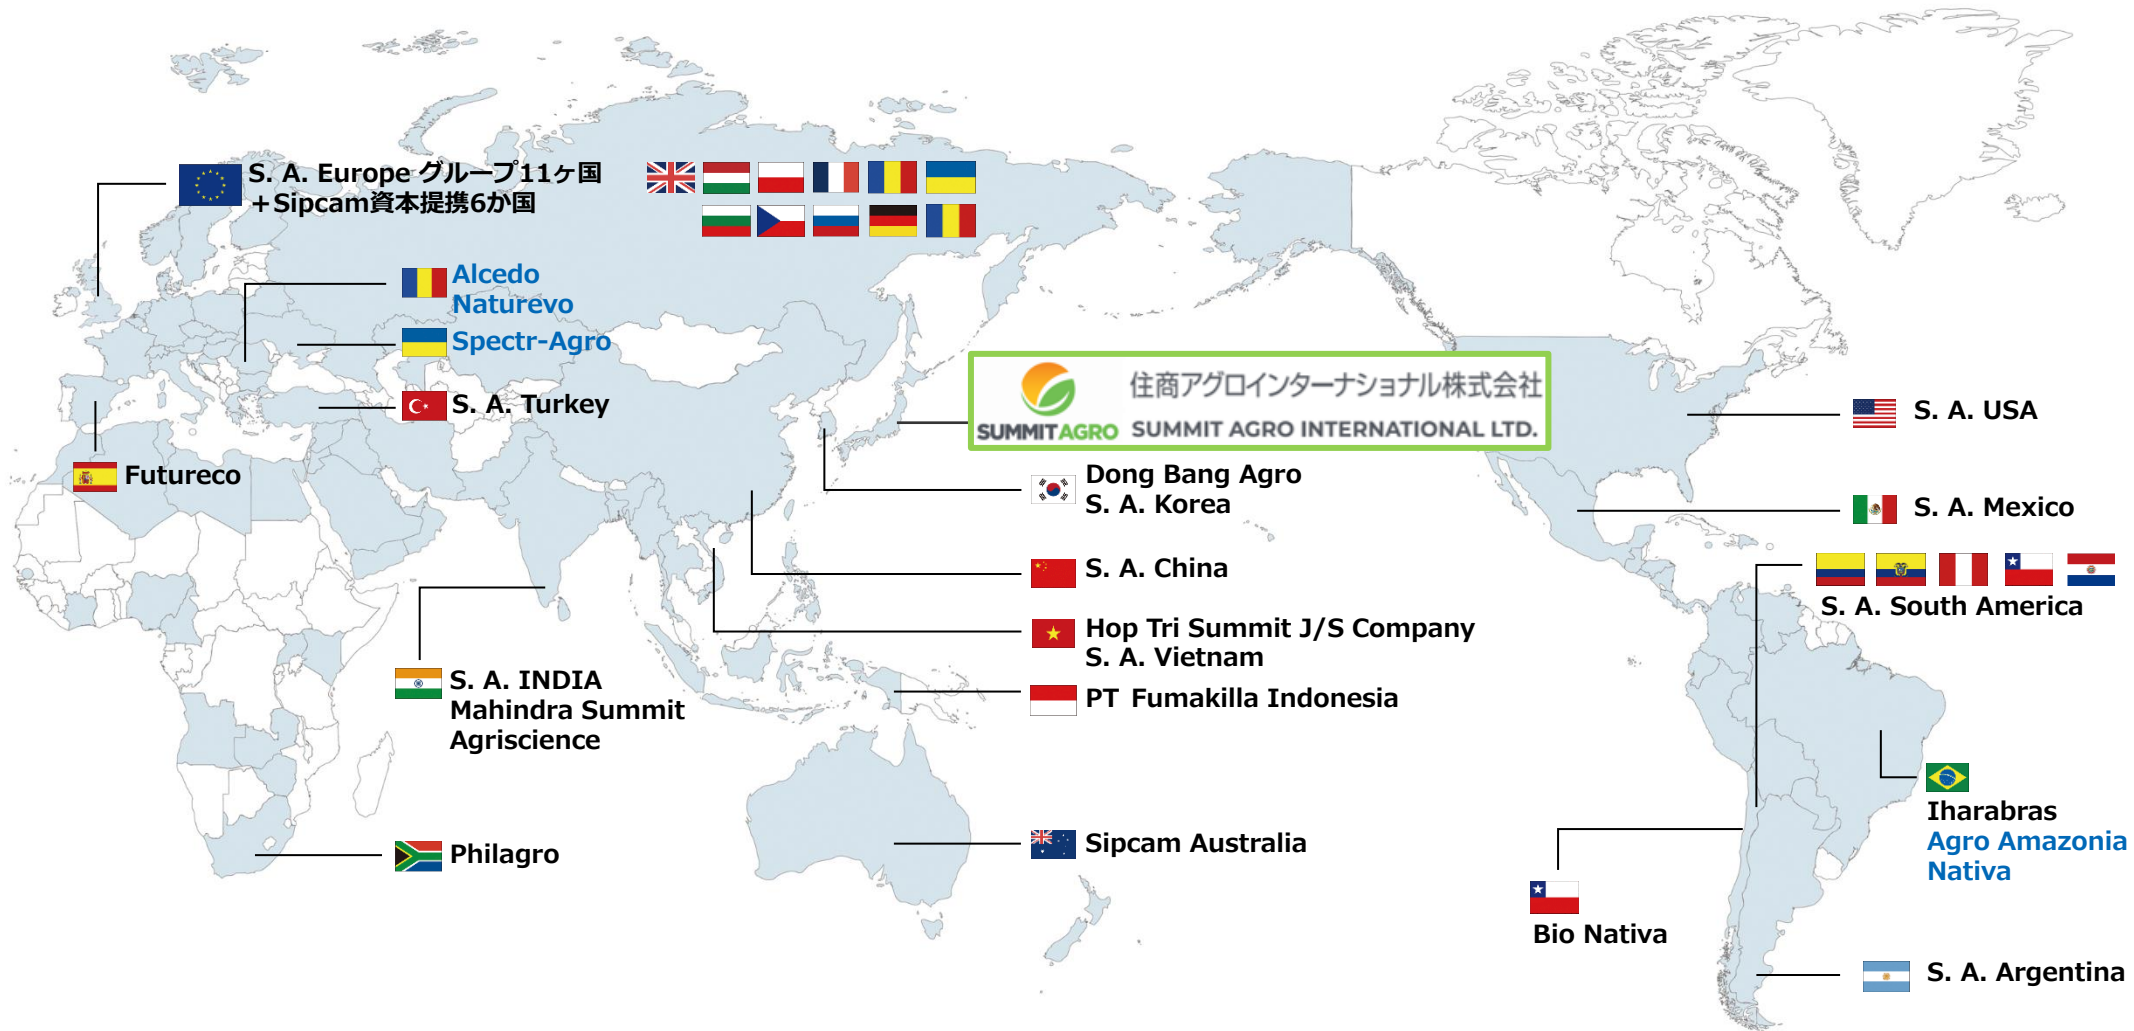 S. A. Europe グループ11ヶ国
＋Sipcam資本提携6か国
Alcedo
Naturevo
Spectr-Agro
S. A. Turkey
Futureco
SUMMITAGRO
住商アグロインターナショナル株式会社
SUMMIT AGRO INTERNATIONAL LTD.
S. A. USA
Dong Bang Agro
S. A. Korea
S. A. Mexico
S. A. China
S. A. South America
Hop Tri Summit J/S Company
S. A. Vietnam
S. A. INDIA
Mahindra Summit
Agriscience
PT Fumakilla Indonesia
Iharabras
Agro Amazonia
Nativa
Philagro
Sipcam Australia
Bio Nativa
S. A. Argentina